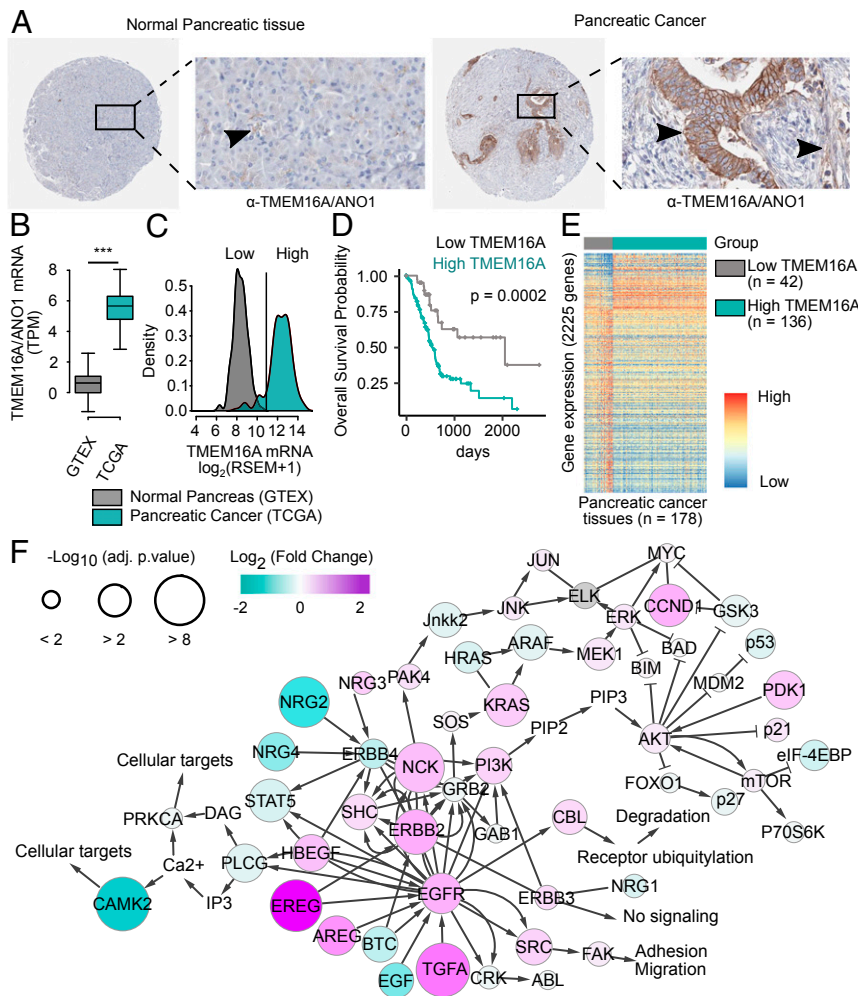 A
Normal Pancreatic tissue
Pancreatic Cancer
α-TMEM16A/ANO1
α-TMEM16A/ANO1
B
TMEM16A/ANO1 mRNA
(TPM)
***
8
6
4
2
0
GTEX
TCGA
C
Low
High
Density
0.5
0.4
0.3
0.2
0.1
0.0
4 6 8 10 12 14
TMEM16A mRNA
log2(RSEM+1)
Normal Pancreas (GTEX)
Pancreatic Cancer (TCGA)
D
Low TMEM16A
High TMEM16A
p = 0.0002
Overall Survival Probability
1.00
0.75
0.50
0.25
0 1000 2000
days
E
Gene expression (2225 genes)
Group
Low TMEM16A
(n = 42)
High TMEM16A
(n = 136)
High
Low
Pancreatic cancer
tissues (n = 178)
F
-Log10 (adj. p.value)
< 2
> 2
> 8
Log2 (Fold Change)
-2 0 2
JUN
MYC
JNK
ELK
ERK
CCND1
GSK3
Jnkk2
HRAS
ARAF
MEK1
BIM
BAD
p53
MDM2
NRG3
PAK4
KRAS
PIP3
PDK1
NRG2
SOS
PIP2
AKT
p21
NRG4
ERBB4
NCK
PI3K
eIF-4EBP
Cellular targets
GRB2
FOXO1
mTOR
p27
STAT5
PRKCA
DAG
SHC
GAB1
CBL
Degradation
P70S6K
ERBB2
Cellular targets
Ca2+
PLCG
HBEGF
Receptor ubiquitylation
CAMK2
IP3
EREG
EGFR
ERBB3
NRG1
No signaling
AREG
BTC
SRC
FAK
Adhesion
Migration
EGF
TGFA
CRK
ABL